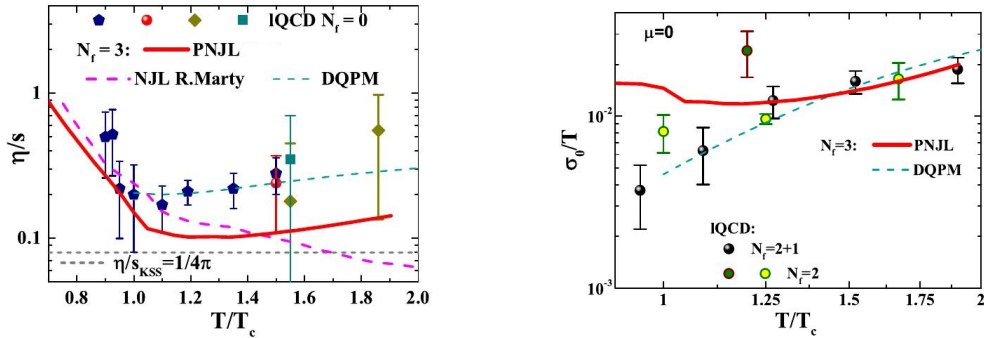 lQCD N_f = 0
N_f = 3: PNJL
NJL R.Marty DQPM
1
η/s
0.1
η/s_KSS=1/4π
0.8 1.0 1.2 1.4 1.6 1.8 2.0
T/T_c
μ=0
10^-1
10^-2
σ_0/T
N_f=3: PNJL
DQPM
lQCD:
N_f=2+1
N_f=2
10^-3
1 1.25 1.5 1.75 2
T/T_c